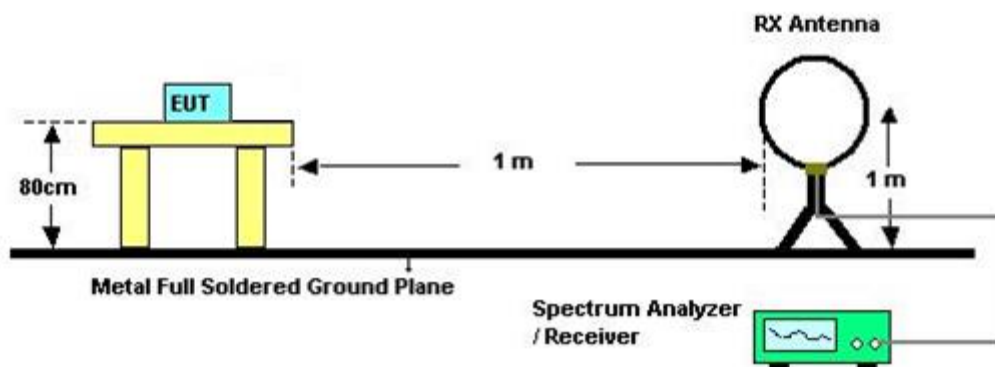 RX Antenna
EUT
1 m
80cm
1 m
Metal Full Soldered Ground Plane
Spectrum Analyzer
/ Receiver